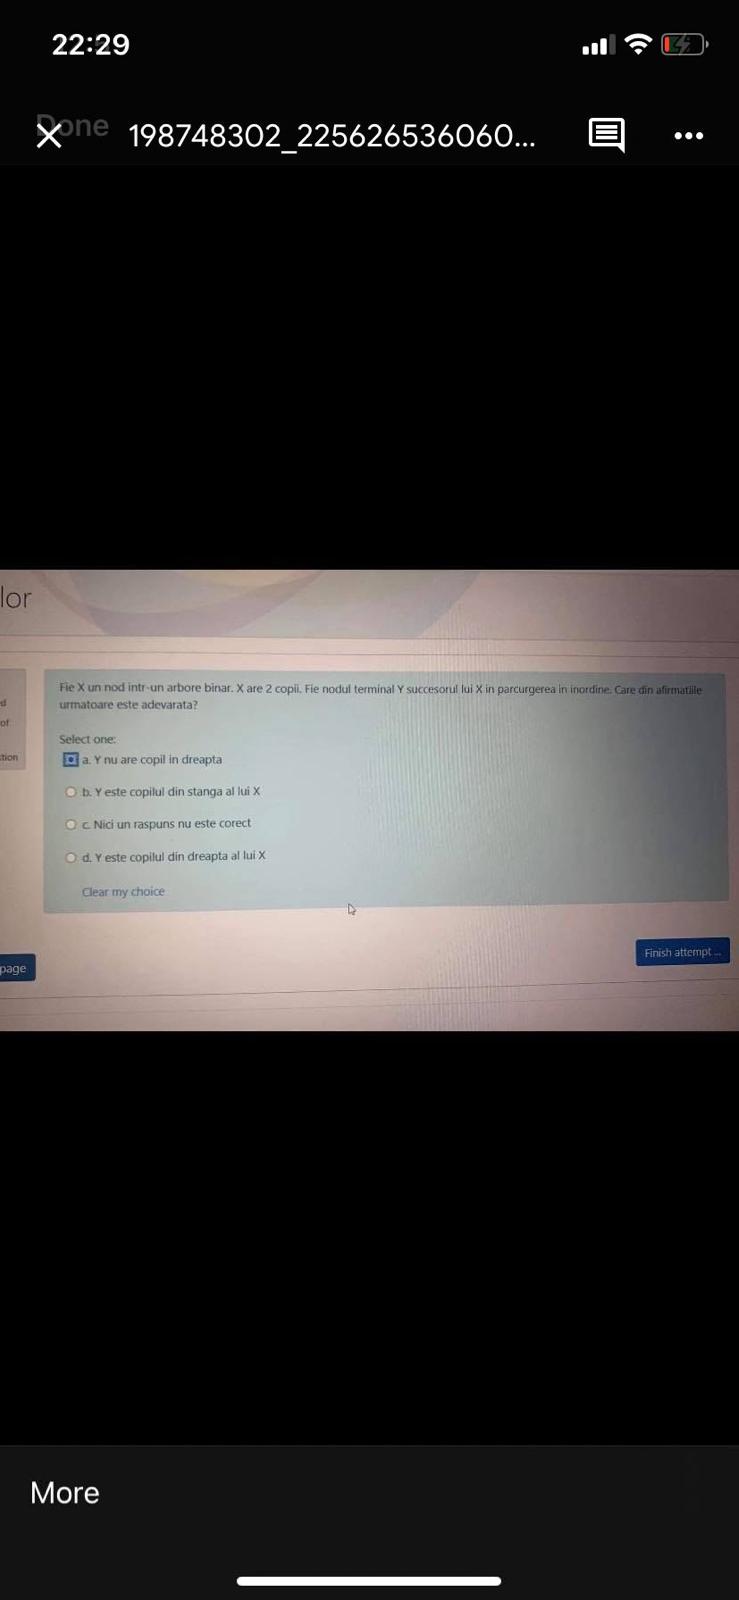 22:29
Done
198748302_225626536060...
lor
Fie X un nod intr-un arbore binar. X are 2 copii. Fie nodul terminal Y succesorul lui X in parcurgerea in inordine. Care din afirmatiile
urmatoare este adevarata?
d
of
Select one:
tion
a. Y nu are copil in dreapta
b. Y este copilul din stanga al lui X
c. Nici un raspuns nu este corect
d. Y este copilul din dreapta al lui X
Clear my choice
Finish attempt ...
page
More